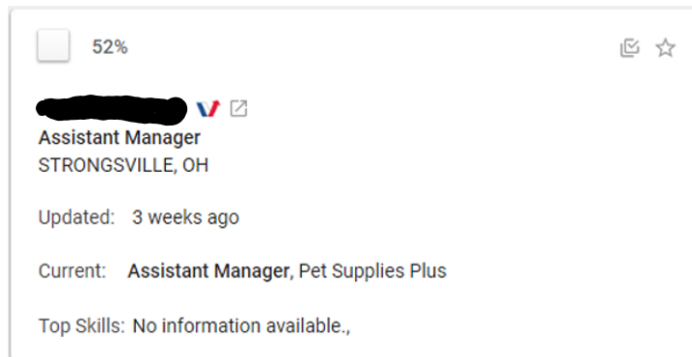 52%
Assistant Manager
STRONGSVILLE, OH
Updated: 3 weeks ago
Current: Assistant Manager, Pet Supplies Plus
Top Skills: No information available.,